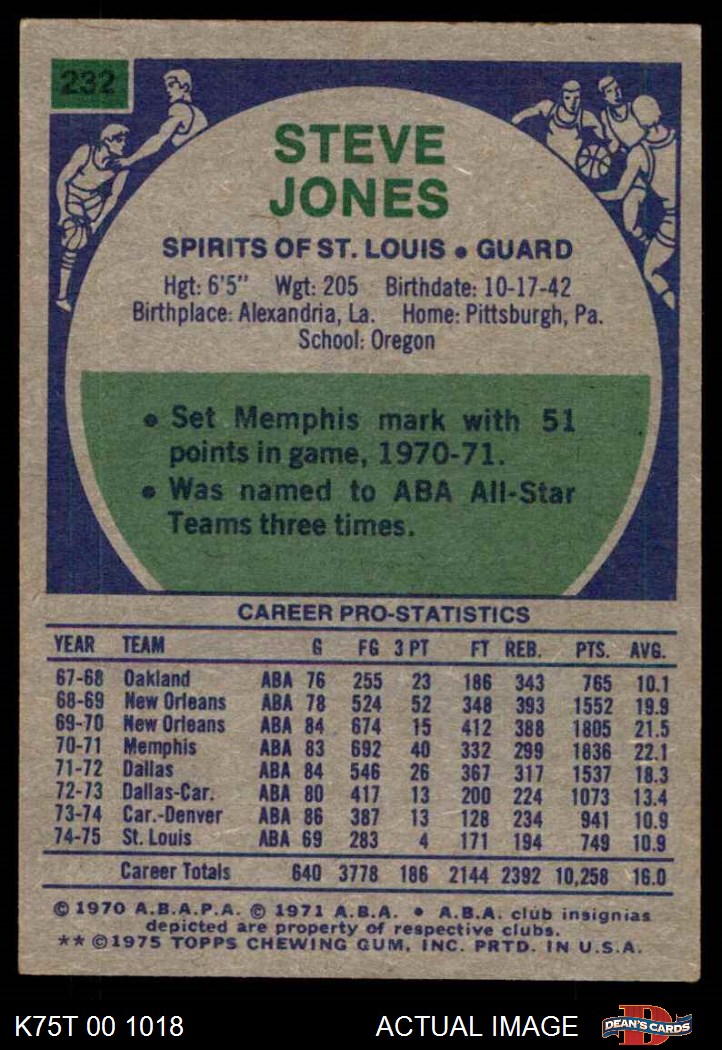 232
STEVE
JONES
SPIRITS OF ST. LOUIS • GUARD
Hgt: 6'5" Wgt: 205 Birthdate: 10-17-42
Birthplace: Alexandria, La. Home: Pittsburgh, Pa.
School: Oregon
• Set Memphis mark with 51
points in game, 1970-71.
• Was named to ABA All-Star
Teams three times.
CAREER PRO-STATISTICS
YEAR TEAM G FG 3 PT FT REB. PTS. AVG.
67-68 Oakland ABA 76 255 23 186 343 765 10.1
68-69 New Orleans ABA 78 524 52 348 393 1552 19.9
69-70 New Orleans ABA 84 674 15 412 388 1805 21.5
70-71 Memphis ABA 83 692 40 332 299 1836 22.1
71-72 Dallas ABA 84 546 26 367 317 1537 18.3
72-73 Dallas-Car. ABA 80 417 13 200 224 1073 13.4
73-74 Car.-Denver ABA 86 387 13 128 234 941 10.9
74-75 St. Louis ABA 69 283 4 171 194 749 10.9
Career Totals 640 3778 186 2144 2392 10,258 16.0
© 1970 A.B.A.P.A. © 1971 A.B.A. • A.B.A. club insignias
depicted are property of respective clubs.
** ©1975 TOPPS CHEWING GUM, INC. PRTD. IN U.S.A.
K75T 00 1018 ACTUAL IMAGE D DEAN'S CARDS